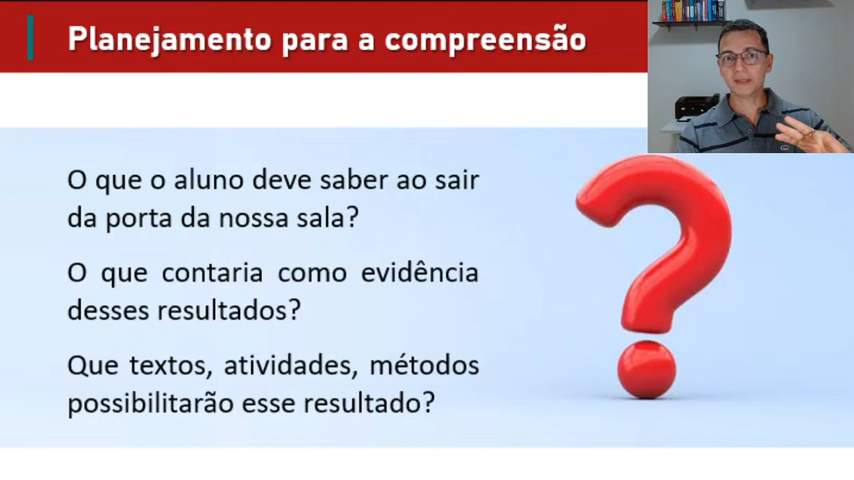 Planejamento para a compreensão
O que o aluno deve saber ao sair
da porta da nossa sala?
O que contaria como evidência
desses resultados?
Que textos, atividades, métodos
possibilitarão esse resultado?